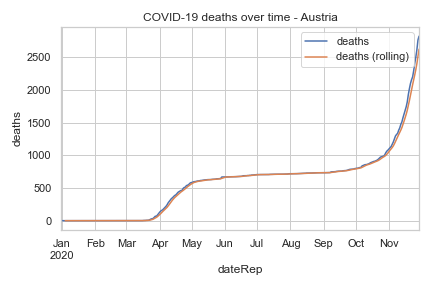 COVID-19 deaths over time - Austria
deaths
deaths (rolling)
2500
2000
1500
1000
500
0
deaths
Jan Feb Mar Apr May Jun Jul Aug Sep Oct Nov
2020
dateRep